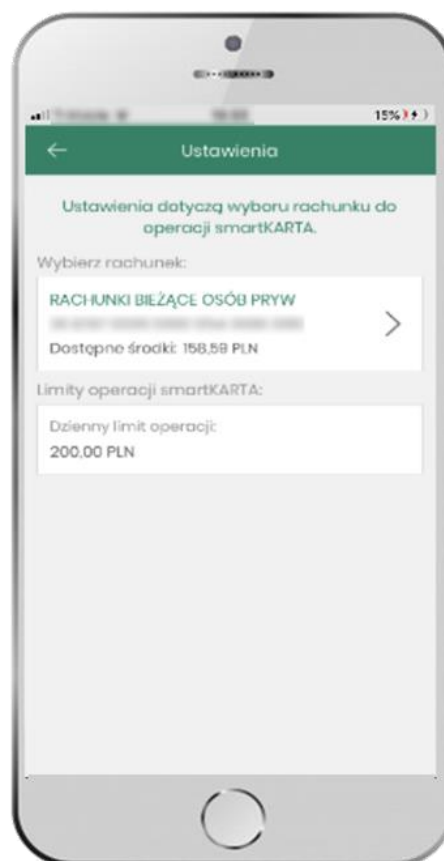 15%
Ustawienia
Ustawienia dotyczą wyboru rachunku do
operacji smartKARTA.
Wybierz rachunek:
RACHUNKI BIEŻĄCE OSÓB PRYW
Dostępne środki: 158,59 PLN
Limity operacji smartKARTA:
Dzienny limit operacji:
200,00 PLN